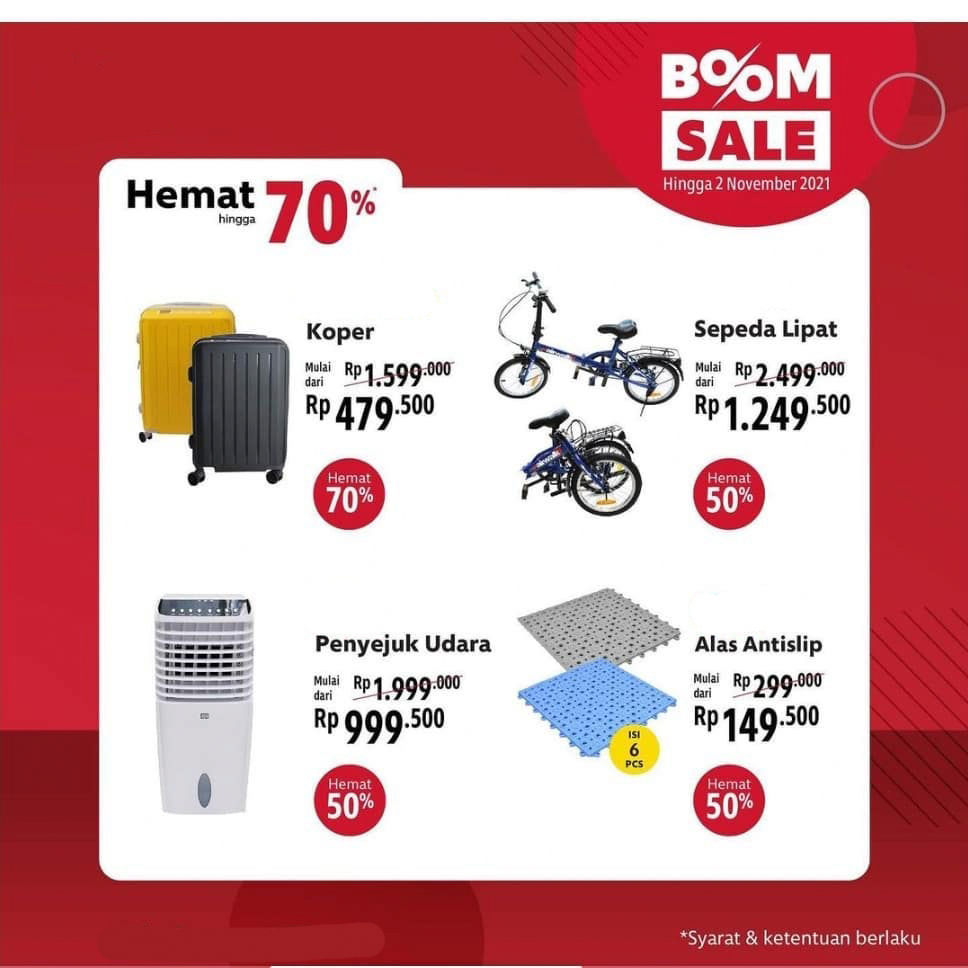 BOOM
SALE
Hingga 2 November 2021
Hemat
hingga
70%*
Koper
Mulai
dari
Rp 1.599.000
Rp 479.500
Hemat
70%
Sepeda Lipat
Mulai
dari
Rp 2.499.000
Rp 1.249.500
Hemat
50%
Penyejuk Udara
Mulai
dari
Rp 1.999.000
Rp 999.500
Hemat
50%
ISI
6
PCS
Alas Antislip
Mulai
dari
Rp 299.000
Rp 149.500
Hemat
50%
*Syarat & ketentuan berlaku